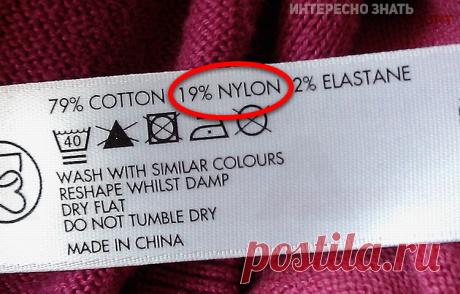 ИНТЕРЕСНО ЗНАТЬ
79% COTTON 19% NYLON 2% ELASTANE
40
WASH WITH SIMILAR COLOURS
RESHAPE WHILST DAMP
DRY FLAT
DO NOT TUMBLE DRY
MADE IN CHINA
postila.ru